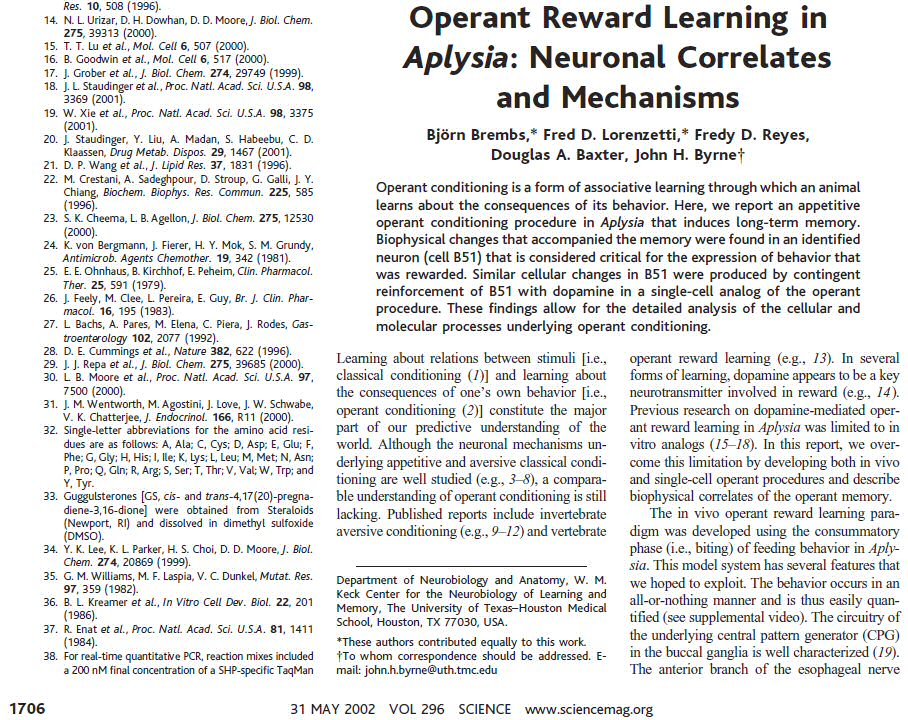 Res. 10, 508 (1996).
14. N. L. Urizar, D. H. Dowhan, D. D. Moore, J. Biol. Chem.
275, 39313 (2000).
15. T. T. Lu et al., Mol. Cell 6, 507 (2000).
16. B. Goodwin et al., Mol. Cell 6, 517 (2000).
17. J. Grober et al., J. Biol. Chem. 274, 29749 (1999).
18. J. L. Staudinger et al., Proc. Natl. Acad. Sci. U.S.A. 98,
3369 (2001).
19. W. Xie et al., Proc. Natl. Acad. Sci. U.S.A. 98, 3375
(2001).
20. J. Staudinger, Y. Liu, A. Madan, S. Habeebu, C. D.
Klaassen, Drug Metab. Dispos. 29, 1467 (2001).
21. D. P. Wang et al., J. Lipid Res. 37, 1831 (1996).
22. M. Crestani, A. Sadeghpour, D. Stroup, G. Galli, J. Y.
Chiang, Biochem. Biophys. Res. Commun. 225, 585
(1996).
23. S. K. Cheema, L. B. Agellon, J. Biol. Chem. 275, 12530
(2000).
24. K. von Bergmann, J. Fierer, H. Y. Mok, S. M. Grundy,
Antimicrob. Agents Chemother. 19, 342 (1981).
25. E. E. Ohnhaus, B. Kirchhof, E. Peheim, Clin. Pharmacol.
Ther. 25, 591 (1979).
26. J. Feely, M. Clee, L. Pereira, E. Guy, Br. J. Clin. Phar-
macol. 16, 195 (1983).
27. L. Bachs, A. Pares, M. Elena, C. Piera, J. Rodes, Gas-
troenterology 102, 2077 (1992).
28. D. E. Cummings et al., Nature 382, 622 (1996).
29. J. J. Repa et al., J. Biol. Chem. 275, 39685 (2000).
30. L. B. Moore et al., Proc. Natl. Acad. Sci. U.S.A. 97,
7500 (2000).
31. J. M. Wentworth, M. Agostini, J. Love, J. W. Schwabe,
V. K. Chatterjee, J. Endocrinol. 166, R11 (2000).
32. Single-letter abbreviations for the amino acid resi-
dues are as follows: A, Ala; C, Cys; D, Asp; E, Glu; F,
Phe; G, Gly; H, His; I, Ile; K, Lys; L, Leu; M, Met; N, Asn;
P, Pro; Q, Gln; R, Arg; S, Ser; T, Thr; V, Val; W, Trp; and
Y, Tyr.
33. Guggulsterones [GS, cis- and trans-4,17(20)-pregna-
diene-3,16-dione] were obtained from Steraloids
(Newport, RI) and dissolved in dimethyl sulfoxide
(DMSO).
34. Y. K. Lee, K. L. Parker, H. S. Choi, D. D. Moore, J. Biol.
Chem. 274, 20869 (1999).
35. G. M. Williams, M. F. Laspia, V. C. Dunkel, Mutat. Res.
97, 359 (1982).
36. B. L. Kreamer et al., In Vitro Cell Dev. Biol. 22, 201
(1986).
37. R. Enat et al., Proc. Natl. Acad. Sci. U.S.A. 81, 1411
(1984).
38. For real-time quantitative PCR, reaction mixes included
a 200 nM final concentration of a SHP-specific TaqMan
Operant Reward Learning in
Aplysia: Neuronal Correlates
and Mechanisms
Björn Brembs,* Fred D. Lorenzetti,* Fredy D. Reyes,
Douglas A. Baxter, John H. Byrne†
Operant conditioning is a form of associative learning through which an animal
learns about the consequences of its behavior. Here, we report an appetitive
operant conditioning procedure in Aplysia that induces long-term memory.
Biophysical changes that accompanied the memory were found in an identified
neuron (cell B51) that is considered critical for the expression of behavior that
was rewarded. Similar cellular changes in B51 were produced by contingent
reinforcement of B51 with dopamine in a single-cell analog of the operant
procedure. These findings allow for the detailed analysis of the cellular and
molecular processes underlying operant conditioning.
Learning about relations between stimuli [i.e.,
classical conditioning (1)] and learning about
the consequences of one's own behavior [i.e.,
operant conditioning (2)] constitute the major
part of our predictive understanding of the
world. Although the neuronal mechanisms un-
derlying appetitive and aversive classical condi-
tioning are well studied (e.g., 3–8), a compara-
ble understanding of operant conditioning is still
lacking. Published reports include invertebrate
aversive conditioning (e.g., 9–12) and vertebrate
Department of Neurobiology and Anatomy, W. M.
Keck Center for the Neurobiology of Learning and
Memory, The University of Texas–Houston Medical
School, Houston, TX 77030, USA.
*These authors contributed equally to this work.
†To whom correspondence should be addressed. E-
mail: john.h.byrne@uth.tmc.edu
operant reward learning (e.g., 13). In several
forms of learning, dopamine appears to be a key
neurotransmitter involved in reward (e.g., 14).
Previous research on dopamine-mediated oper-
ant reward learning in Aplysia was limited to in
vitro analogs (15–18). In this report, we over-
come this limitation by developing both in vivo
and single-cell operant procedures and describe
biophysical correlates of the operant memory.
The in vivo operant reward learning para-
digm was developed using the consummatory
phase (i.e., biting) of feeding behavior in Aply-
sia. This model system has several features that
we hoped to exploit. The behavior occurs in an
all-or-nothing manner and is thus easily quan-
tified (see supplemental video). The circuitry of
the underlying central pattern generator (CPG)
in the buccal ganglia is well characterized (19).
The anterior branch of the esophageal nerve
1706
31 MAY 2002 VOL 296 SCIENCE www.sciencemag.org